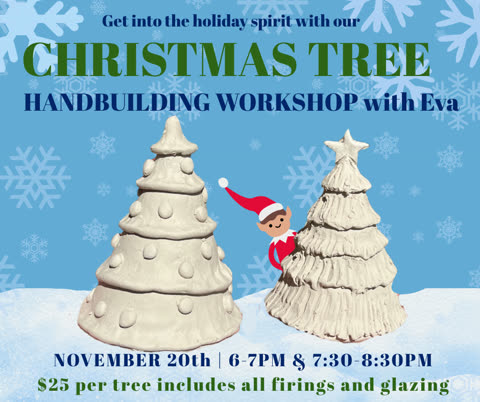 Get into the holiday spirit with our
CHRISTMAS TREE
HANDBUILDING WORKSHOP with Eva
NOVEMBER 20th | 6-7PM & 7:30-8:30PM
$25 per tree includes all firings and glazing